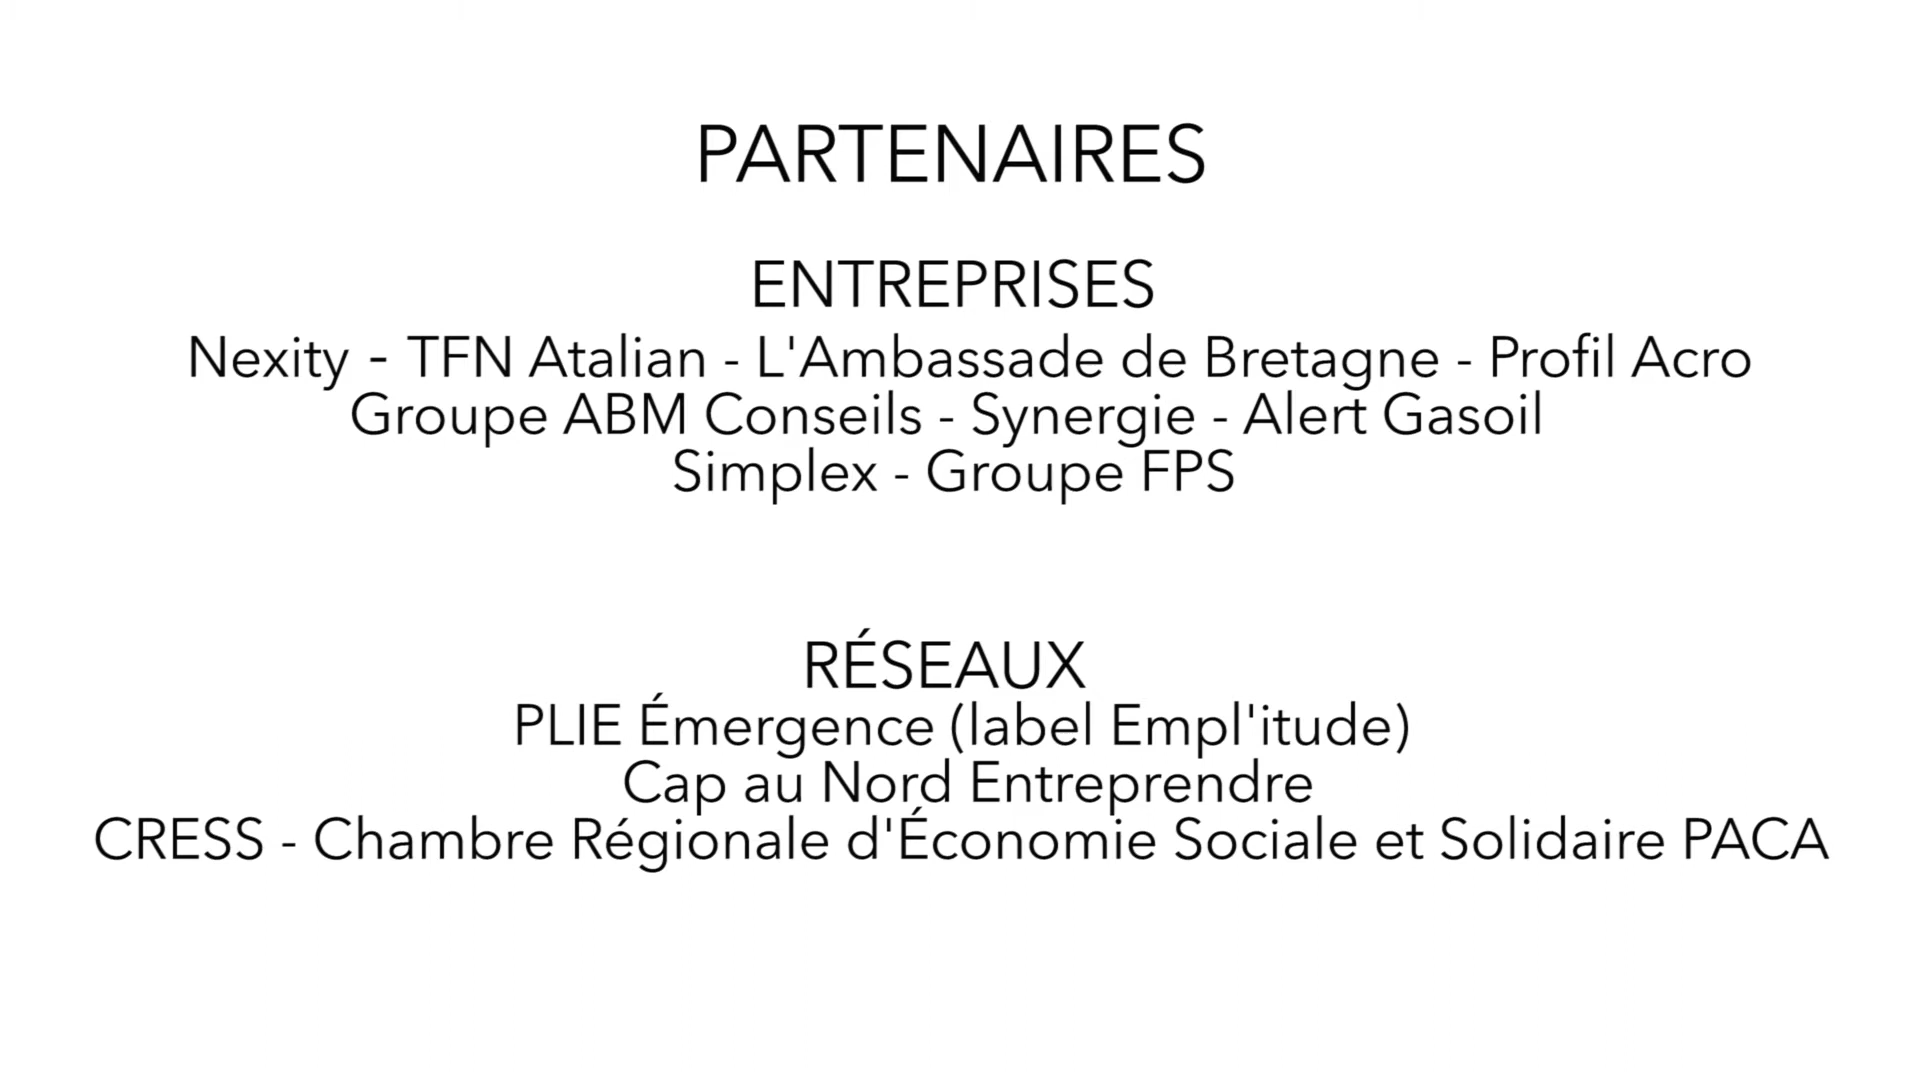 PARTENAIRES
ENTREPRISES
Nexity - TFN Atalian - L'Ambassade de Bretagne - Profil Acro
Groupe ABM Conseils - Synergie - Alert Gasoil
Simplex - Groupe FPS
RÉSEAUX
PLIE Émergence (label Empl'itude)
Cap au Nord Entreprendre
CRESS - Chambre Régionale d'Économie Sociale et Solidaire PACA